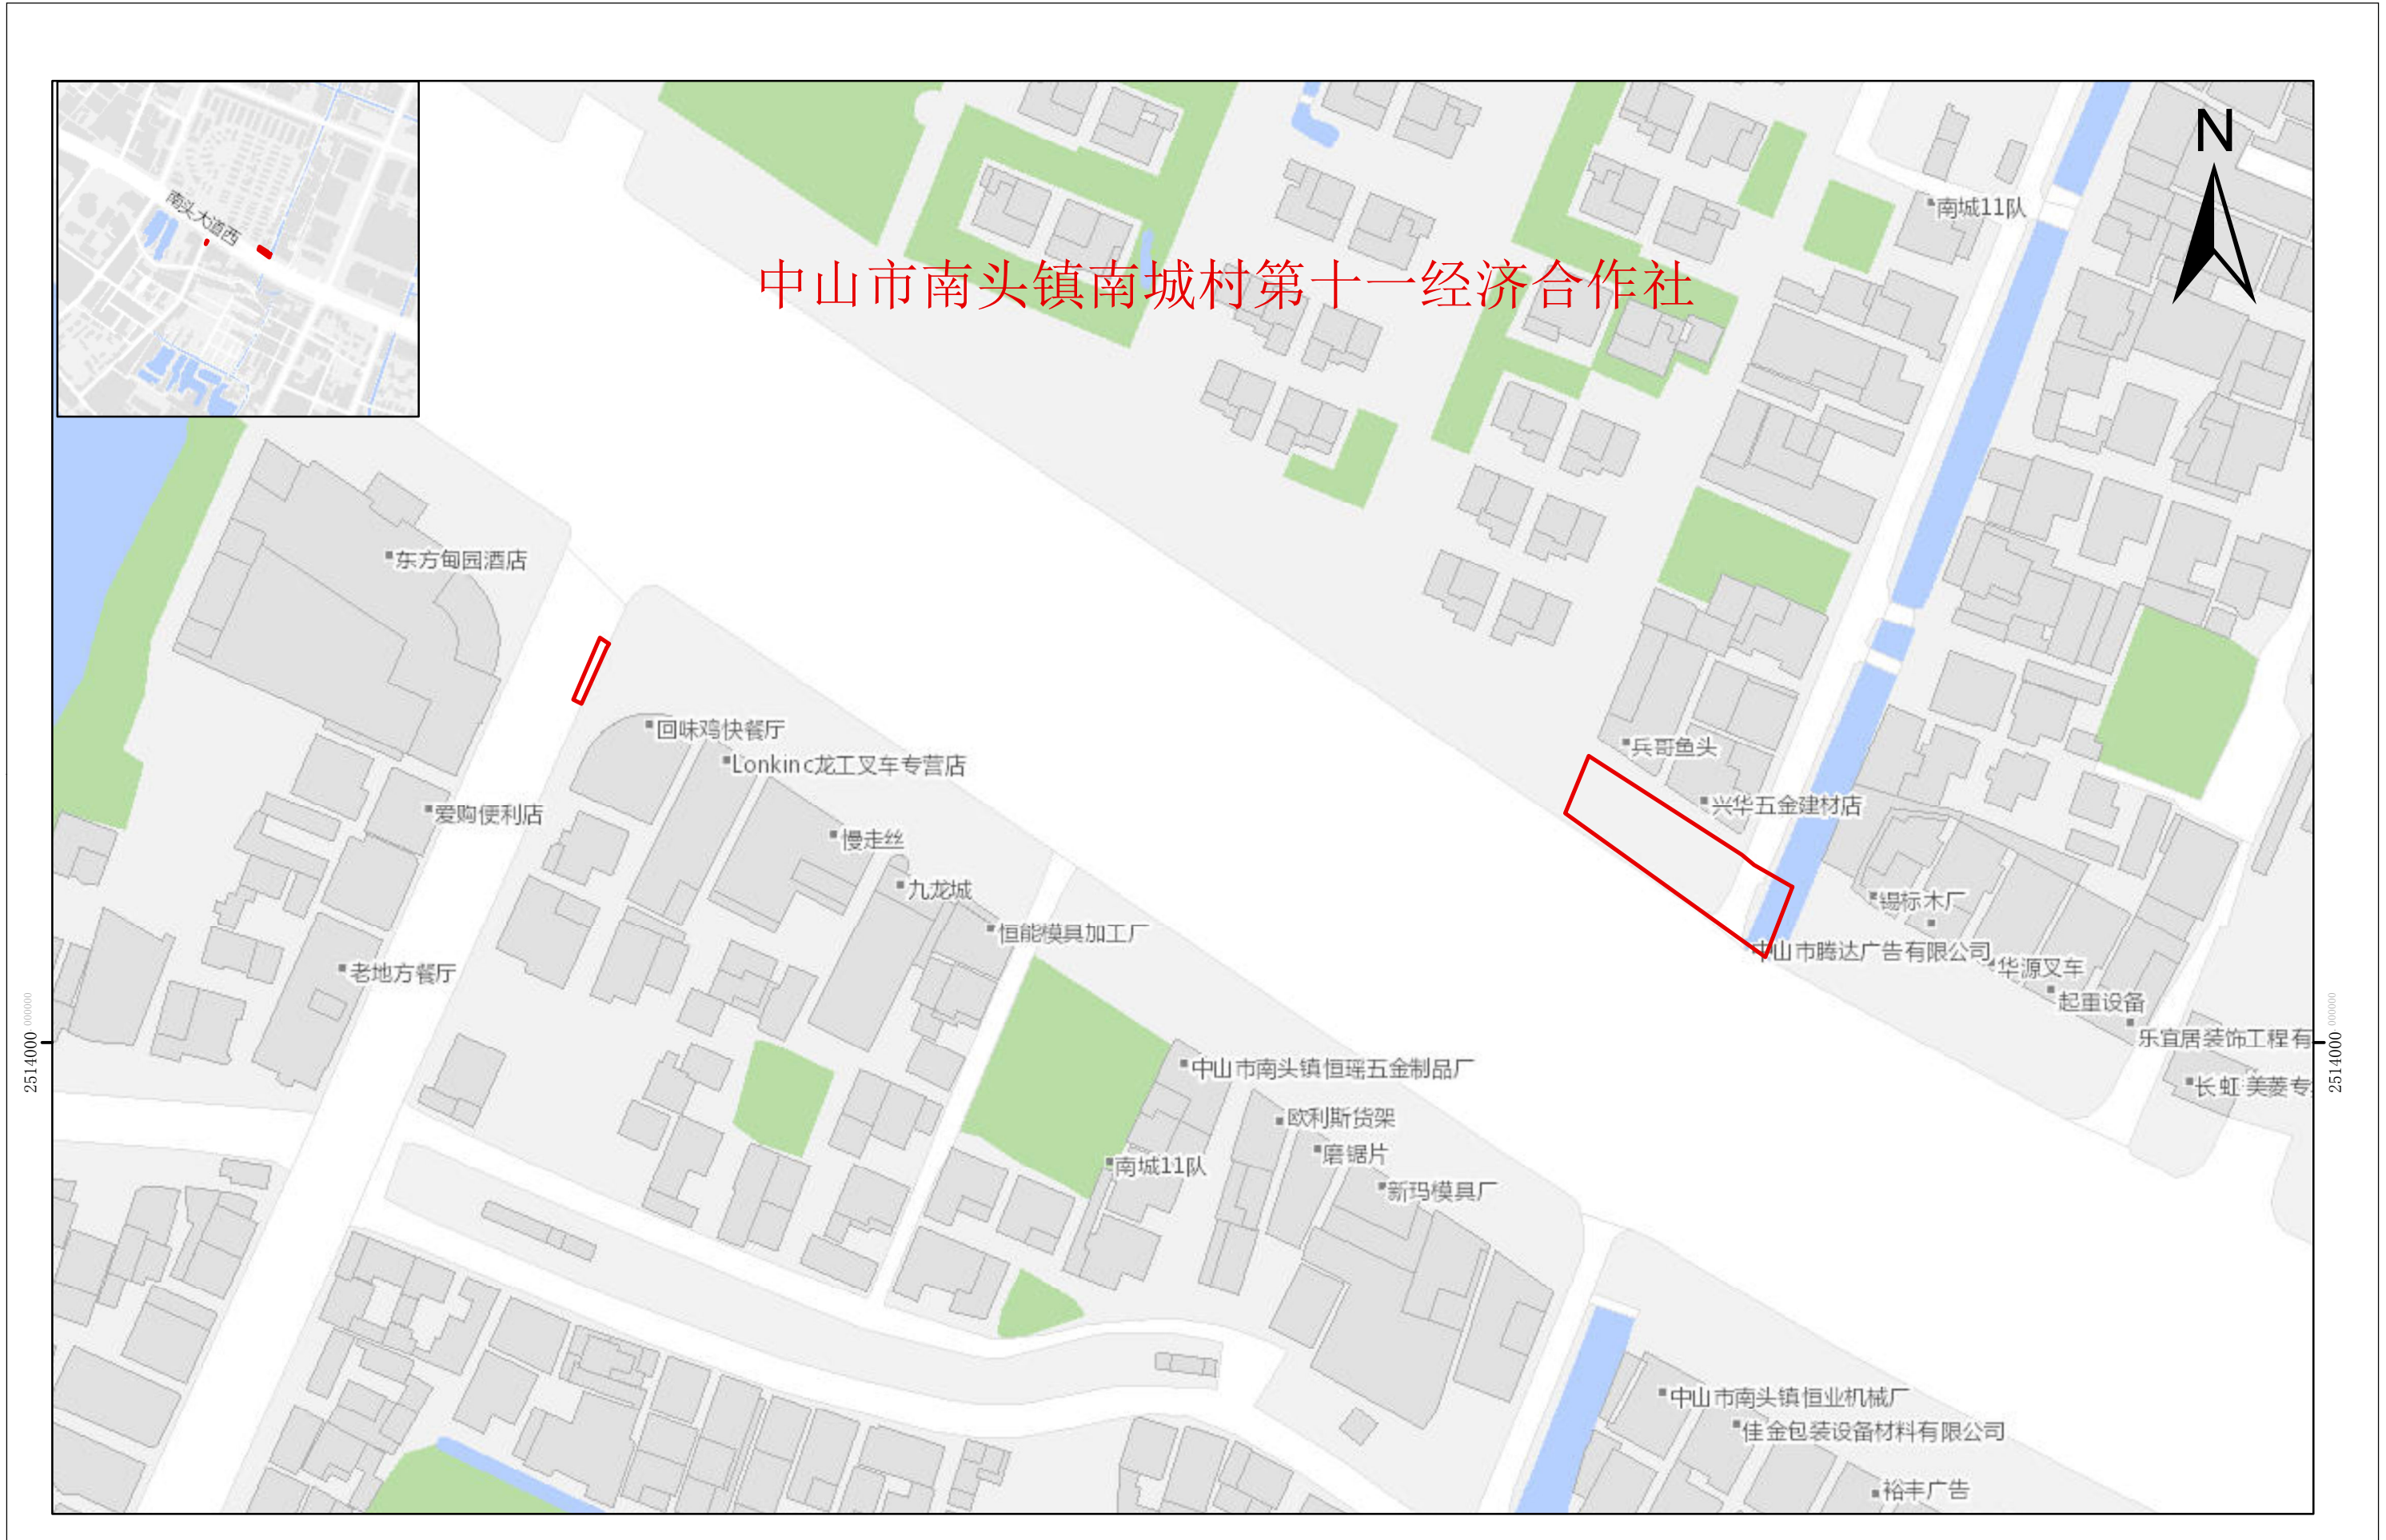 南头大道西
N
南城11队
中山市南头镇南城村第十一经济合作社
东方甸园酒店
回味鸡快餐厅
兵哥鱼头
Lonkinc龙工叉车专营店
兴华五金建材店
爱购便利店
慢走丝
九龙城
锡标木厂
恒能模具加工厂
中山市腾达广告有限公司
华源叉车
老地方餐厅
起重设备
乐宜居装饰工程有
2514000.000000
2514000.000000
中山市南头镇恒瑶五金制品厂
长虹 美菱专
欧利斯货架
磨锯片
南城11队
新玛模具厂
中山市南头镇恒业机械厂
佳金包装设备材料有限公司
裕丰广告